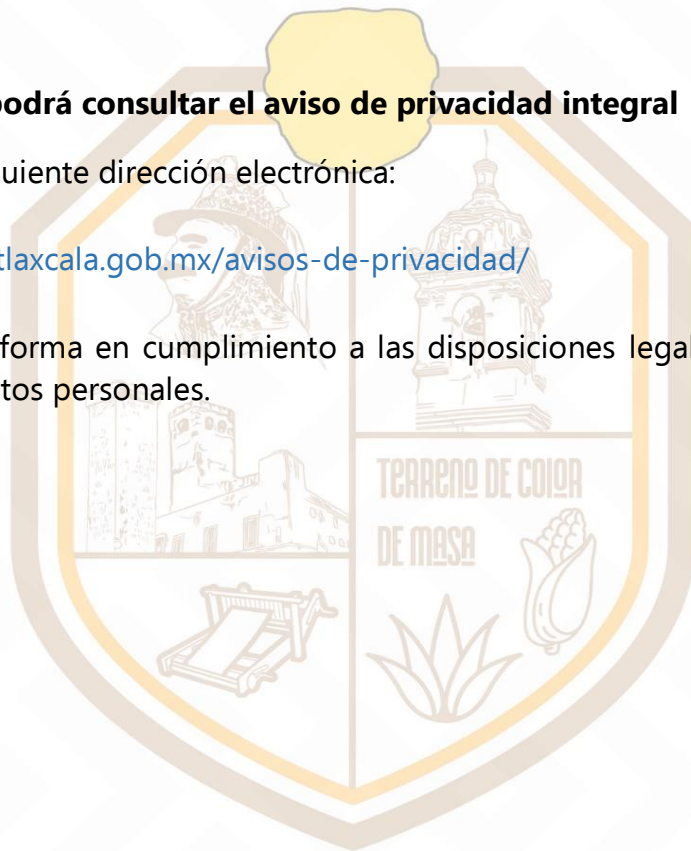 podrá consultar el aviso de privacidad integral
uiente dirección electrónica:
tlaxcala.gob.mx/avisos-de-privacidad/
forma en cumplimiento a las disposiciones legal
tos personales.
TERRENO DE COLOR
DE MASA